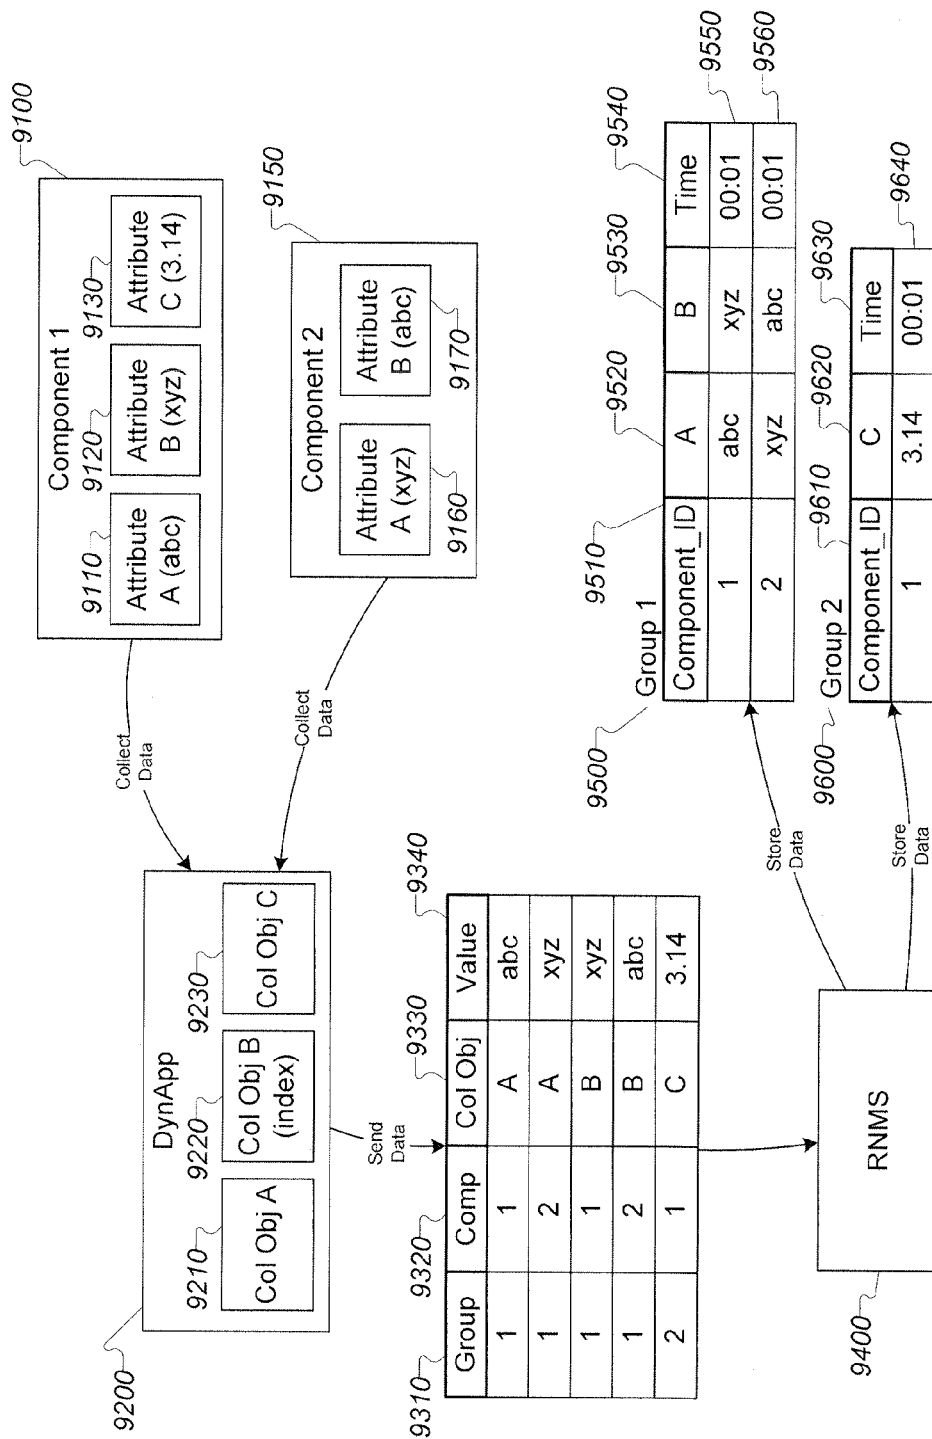 9100
Component 1
9110
9120
9130
Attribute
A (abc)
Attribute
B (xyz)
Attribute
C (3.14)
9150
Component 2
Attribute
A (xyz)
Attribute
B (abc)
9160
9170
Collect
Data
Collect
Data
9200
DynApp
9210
9220
9230
Col Obj A
Col Obj B
(index)
Col Obj C
Send
Data
9310
9320
9330
9340
Group Comp Col Obj Value
1 1 A abc
1 2 A xyz
1 1 B xyz
1 2 B abc
2 1 C 3.14
9400
RNMS
Store
Data
Store
Data
9500
Group 1
9510
9520
9530
9540
Component_ID A B Time
1 abc xyz 00:01
2 xyz abc 00:01
9550
9560
9600
Group 2
9610
9620
9630
Component_ID C Time
1 3.14 00:01
9640